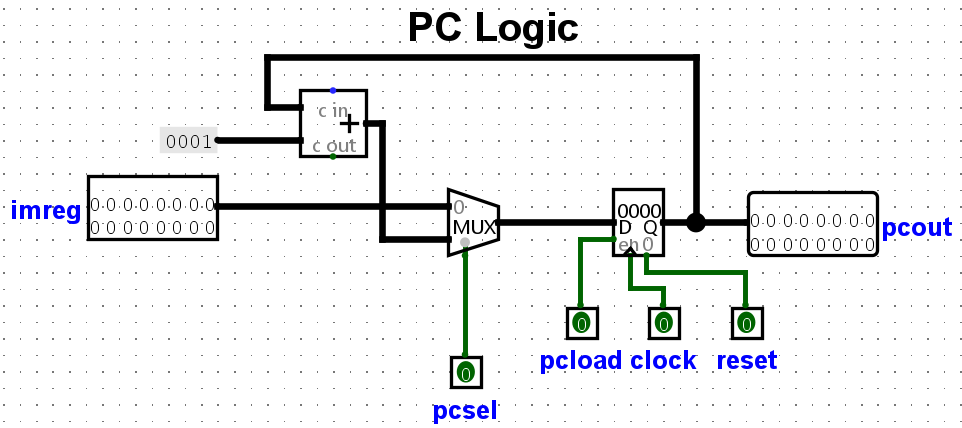 PC Logic
c in
+
c out
0001
imreg
0 0 0 0 0 0 0 0
0 0 0 0 0 0 0 0
0
MUX
0000
D Q
en 0
0 0 0 0 0 0 0 0
0 0 0 0 0 0 0 0
pcout
0
0
0
pcload
clock
reset
0
pcsel